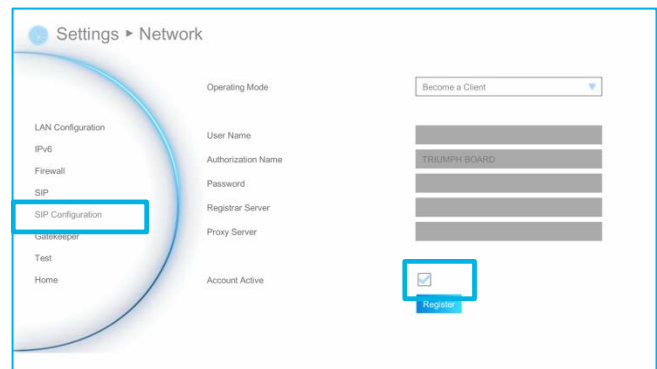 Settings ► Network
Operating Mode
Become a Client
LAN Configuration
IPv6
Firewall
SIP
SIP Configuration
Gatekeeper
Test
Home
User Name
Authorization Name
TRIUMPH BOARD
Password
Registrar Server
Proxy Server
Account Active
Register